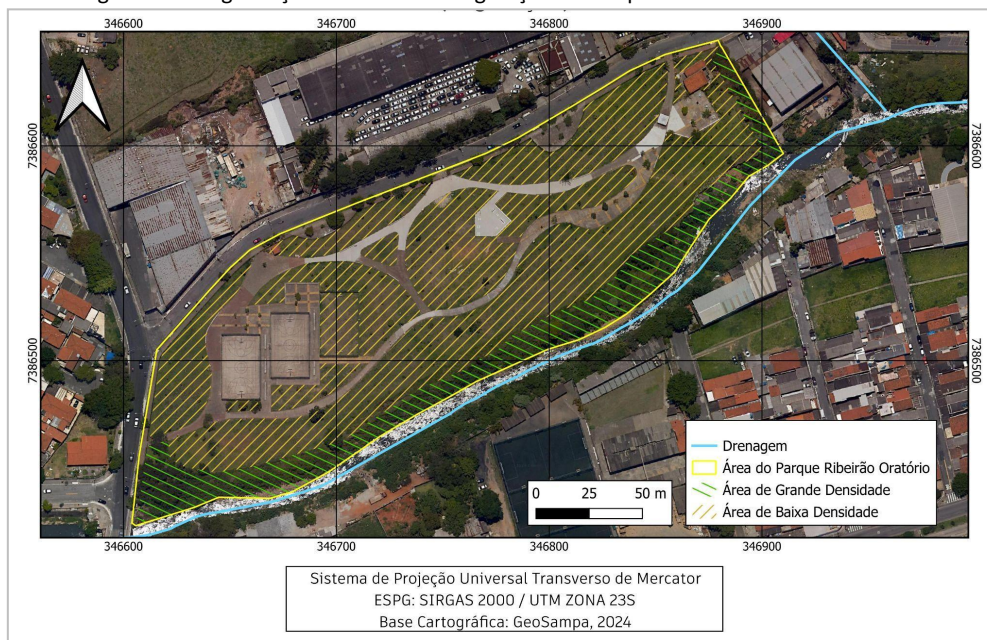 346600 346700 346800 346900
7386600 7386600
7386500 7386500
Drenagem
Área do Parque Ribeirão Oratório
Área de Grande Densidade
Área de Baixa Densidade
0 25 50 m
346600 346700 346800 346900
Sistema de Projeção Universal Transverso de Mercator
ESPG: SIRGAS 2000 / UTM ZONA 23S
Base Cartográfica: GeoSampa, 2024